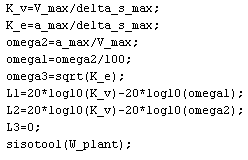 K_v=V_max/delta_s_max;
K_e=a_max/delta_s_max;
omega2=a_max/V_max;
omega1=omega2/100;
omega3=sqrt(K_e);
L1=20*log10(K_v)-20*log10(omega1);
L2=20*log10(K_v)-20*log10(omega2);
L3=0;
sisotool(W_plant);